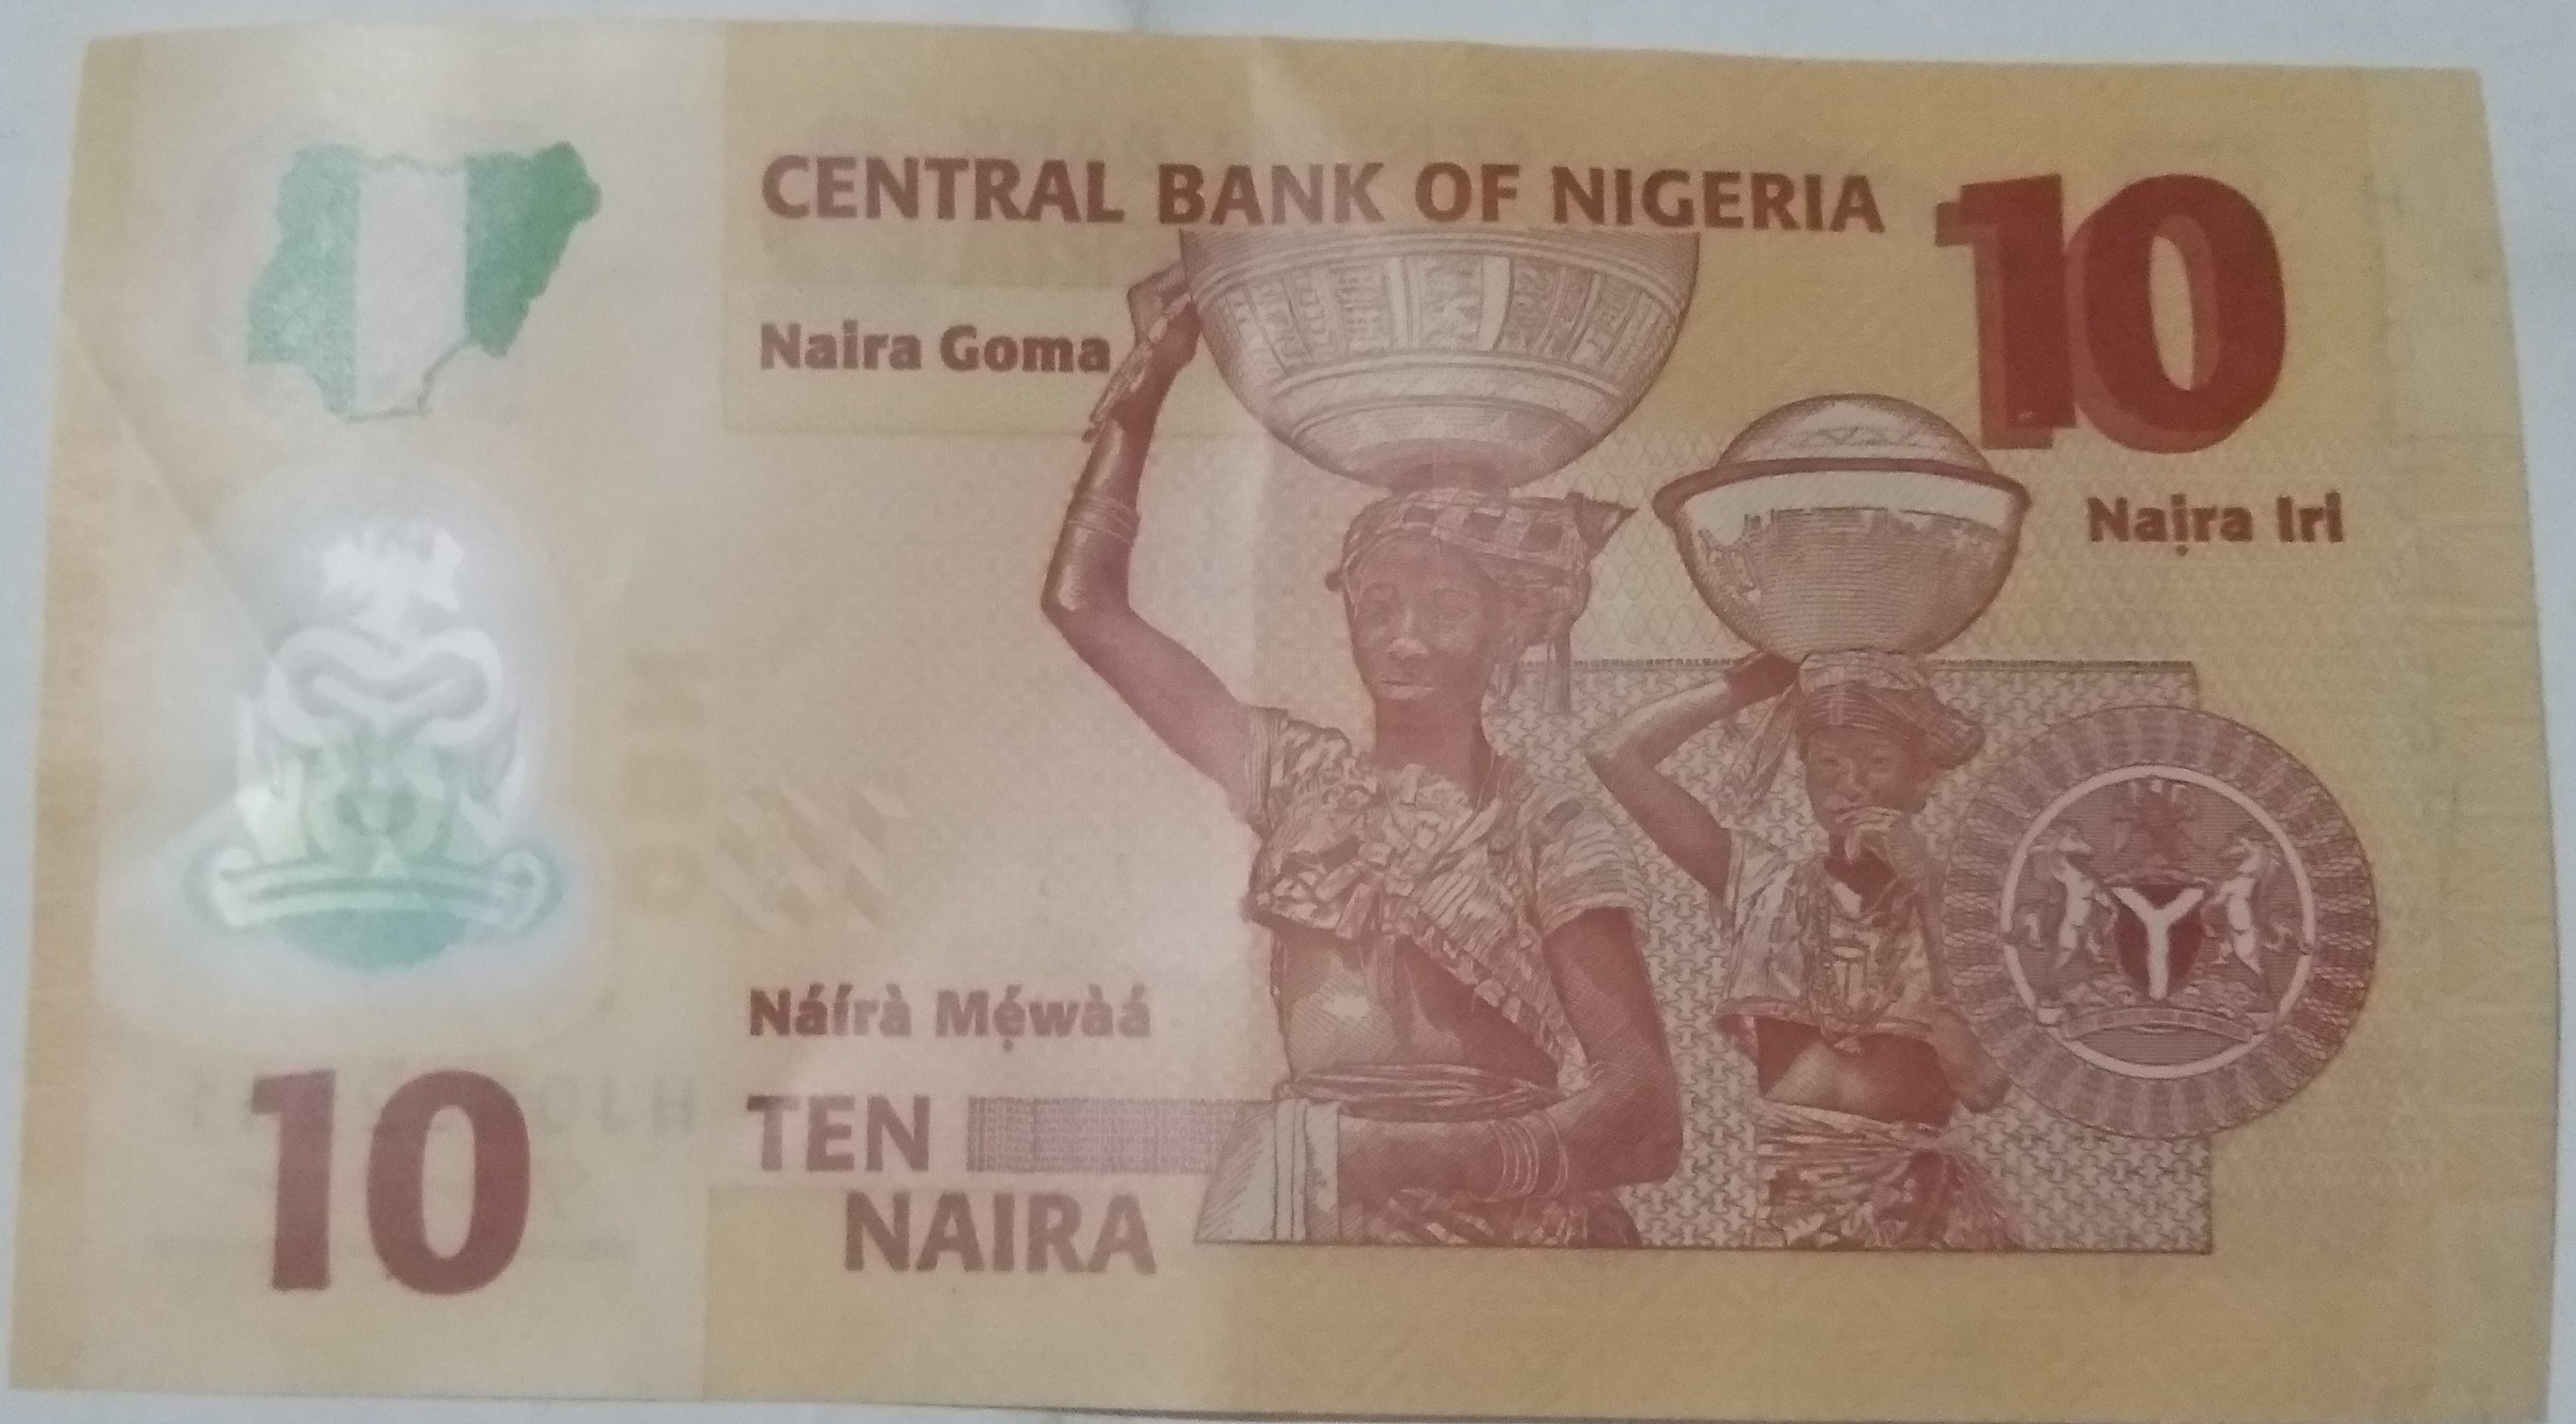 CENTRAL BANK OF NIGERIA
10
Naira Goma
Naịra Iri
Náírà Mẹ́wàá
10
TEN
NAIRA